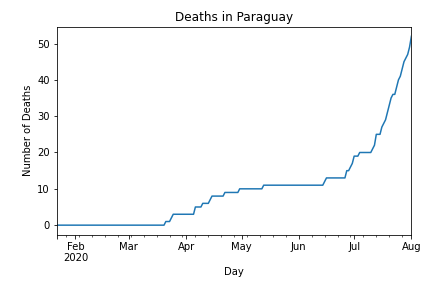 Deaths in Paraguay
50
40
30
20
10
0
Number of Deaths
Feb
2020
Mar
Apr
May
Jun
Jul
Aug
Day